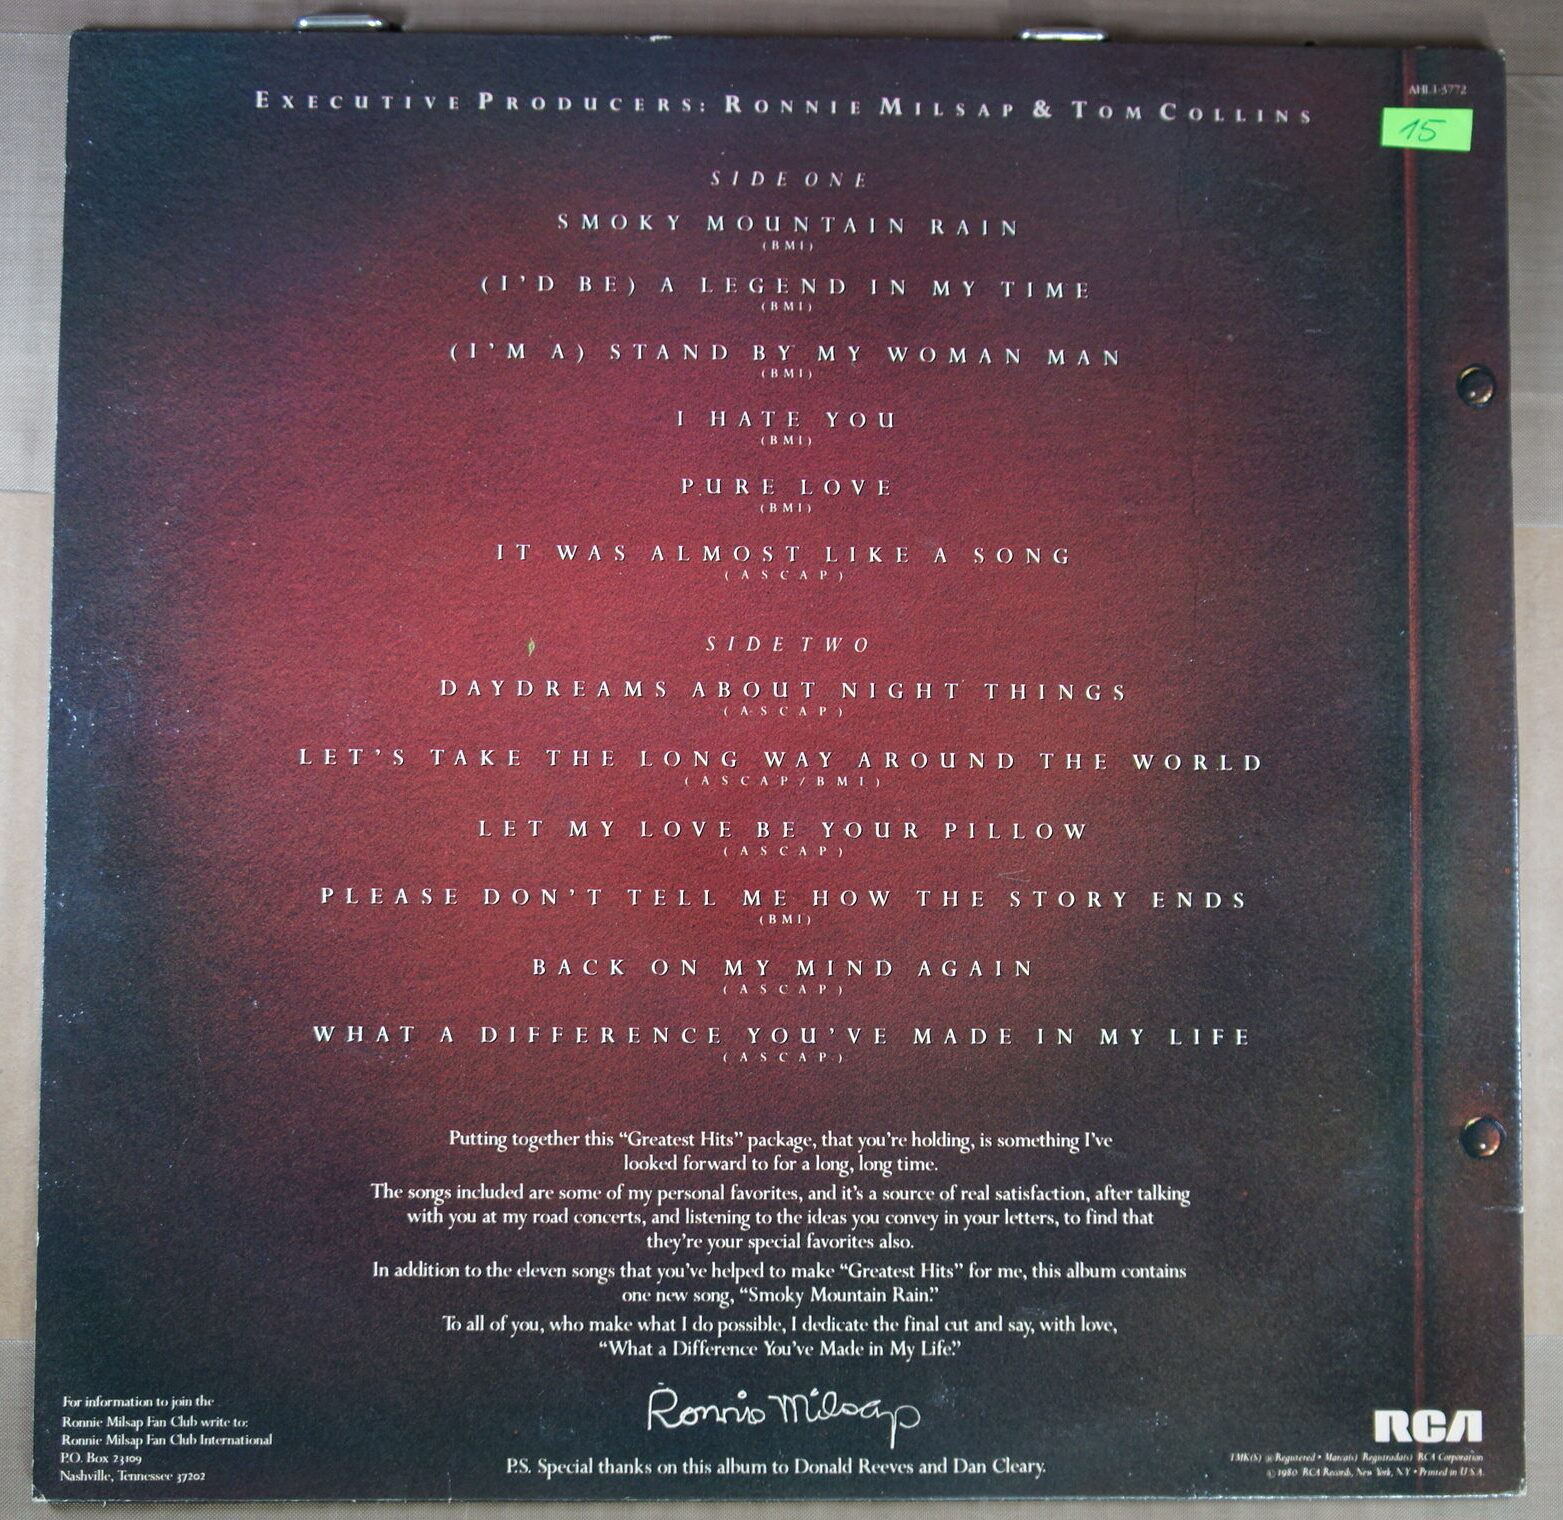 EXECUTIVE PRODUCERS: RONNIE MILSAP & TOM COLLINS
AHL1-3772
15
SIDE ONE
SMOKY MOUNTAIN RAIN
(BMI)
(I'D BE) A LEGEND IN MY TIME
(BMI)
(I'M A) STAND BY MY WOMAN MAN
(BMI)
I HATE YOU
(BMI)
PURE LOVE
(BMI)
IT WAS ALMOST LIKE A SONG
(ASCAP)
SIDE TWO
DAYDREAMS ABOUT NIGHT THINGS
(ASCAP)
LET'S TAKE THE LONG WAY AROUND THE WORLD
(ASCAP/BMI)
LET MY LOVE BE YOUR PILLOW
(ASCAP)
PLEASE DON'T TELL ME HOW THE STORY ENDS
(BMI)
BACK ON MY MIND AGAIN
(ASCAP)
WHAT A DIFFERENCE YOU'VE MADE IN MY LIFE
(ASCAP)
Putting together this "Greatest Hits" package, that you're holding, is something I've
looked forward to for a long, long time.
The songs included are some of my personal favorites, and it's a source of real satisfaction, after talking
with you at my road concerts, and listening to the ideas you convey in your letters, to find that
they're your special favorites also.
In addition to the eleven songs that you've helped to make "Greatest Hits" for me, this album contains
one new song, "Smoky Mountain Rain."
To all of you, who make what I do possible, I dedicate the final cut and say, with love,
"What a Difference You've Made in My Life."
Ronnie Milsap
P.S. Special thanks on this album to Donald Reeves and Dan Cleary.
For information to join the
Ronnie Milsap Fan Club write to:
Ronnie Milsap Fan Club International
P.O. Box 23109
Nashville, Tennessee 37202
RCA
TMK(S) ® Registered • Marca(s) Registrada(s) RCA Corporation
© 1980 RCA Records, New York, NY • Printed in U.S.A.